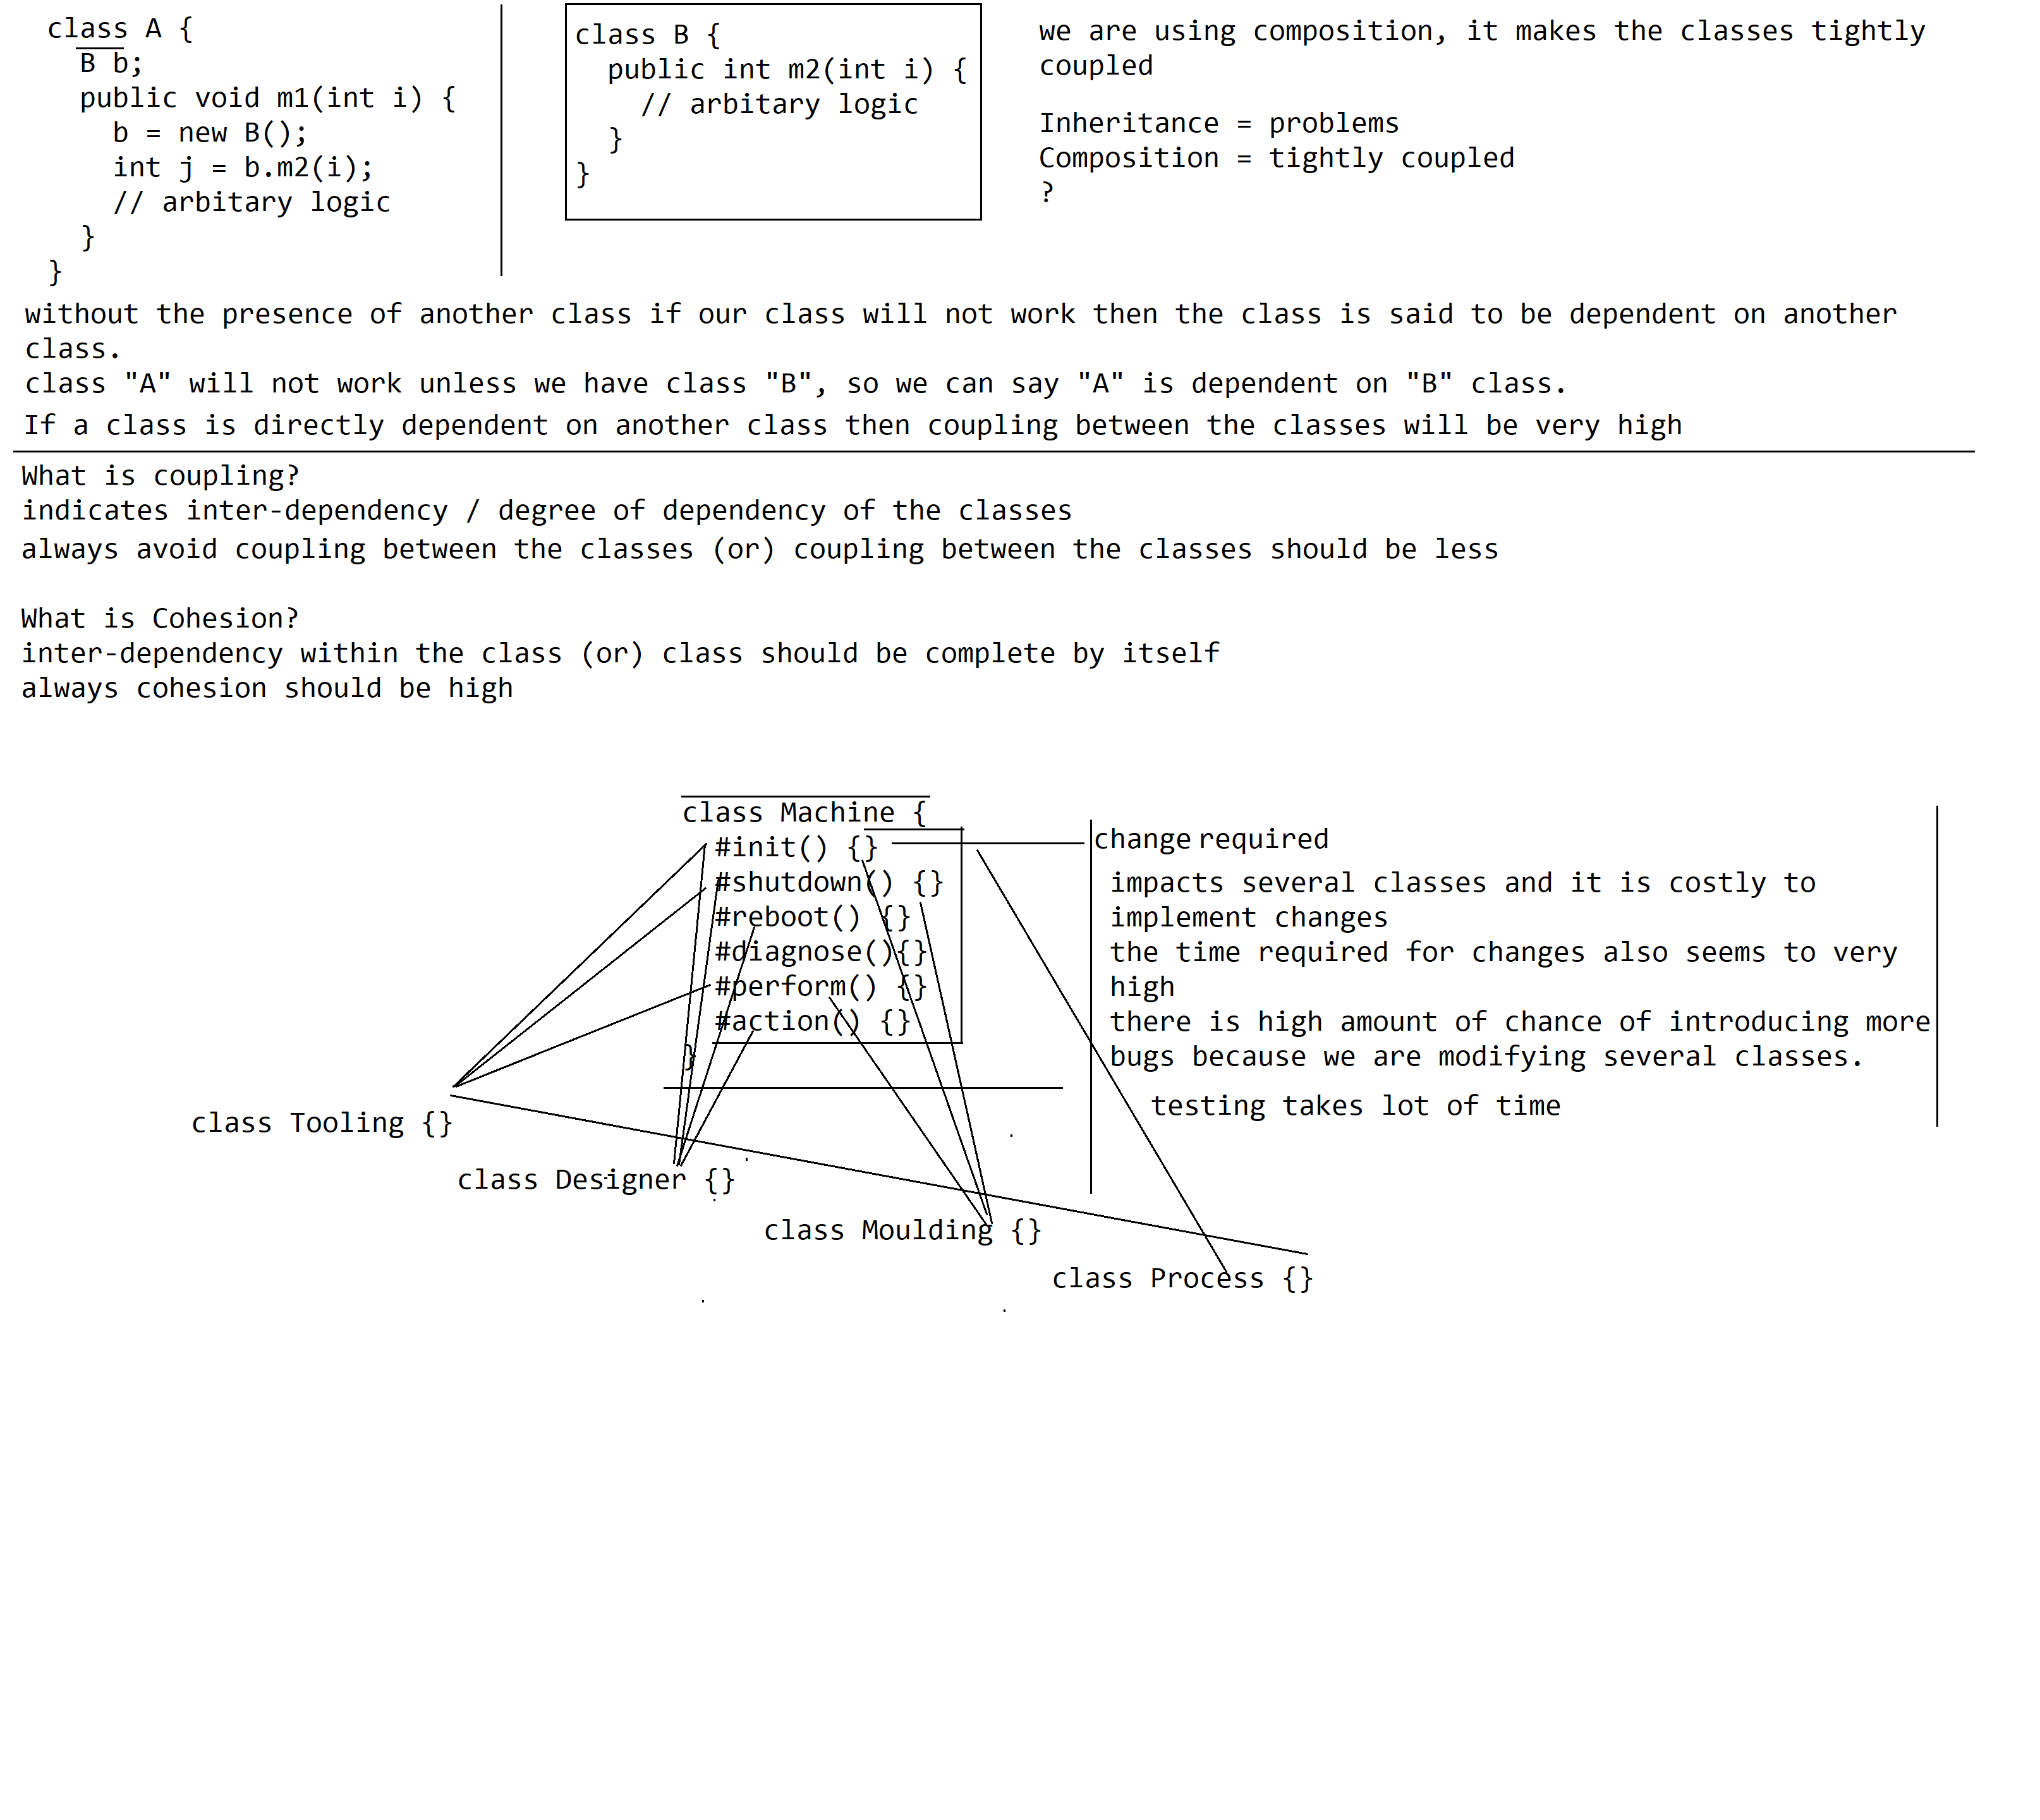 class A {
B b;
public void m1(int i) {
b = new B();
int j = b.m2(i);
// arbitary logic
}
}
class B {
public int m2(int i) {
// arbitary logic
}
}
we are using composition, it makes the classes tightly
coupled
Inheritance = problems
Composition = tightly coupled
?
without the presence of another class if our class will not work then the class is said to be dependent on another
class.
class "A" will not work unless we have class "B", so we can say "A" is dependent on "B" class.
If a class is directly dependent on another class then coupling between the classes will be very high
What is coupling?
indicates inter-dependency / degree of dependency of the classes
always avoid coupling between the classes (or) coupling between the classes should be less
What is Cohesion?
inter-dependency within the class (or) class should be complete by itself
always cohesion should be high
class Machine {
#init() {}
#shutdown() {}
#reboot() {}
#diagnose(){}
#perform() {}
#action() {}
}
change required
impacts several classes and it is costly to
implement changes
the time required for changes also seems to very
high
there is high amount of chance of introducing more
bugs because we are modifying several classes.
testing takes lot of time
class Tooling {}
class Designer {}
class Moulding {}
class Process {}